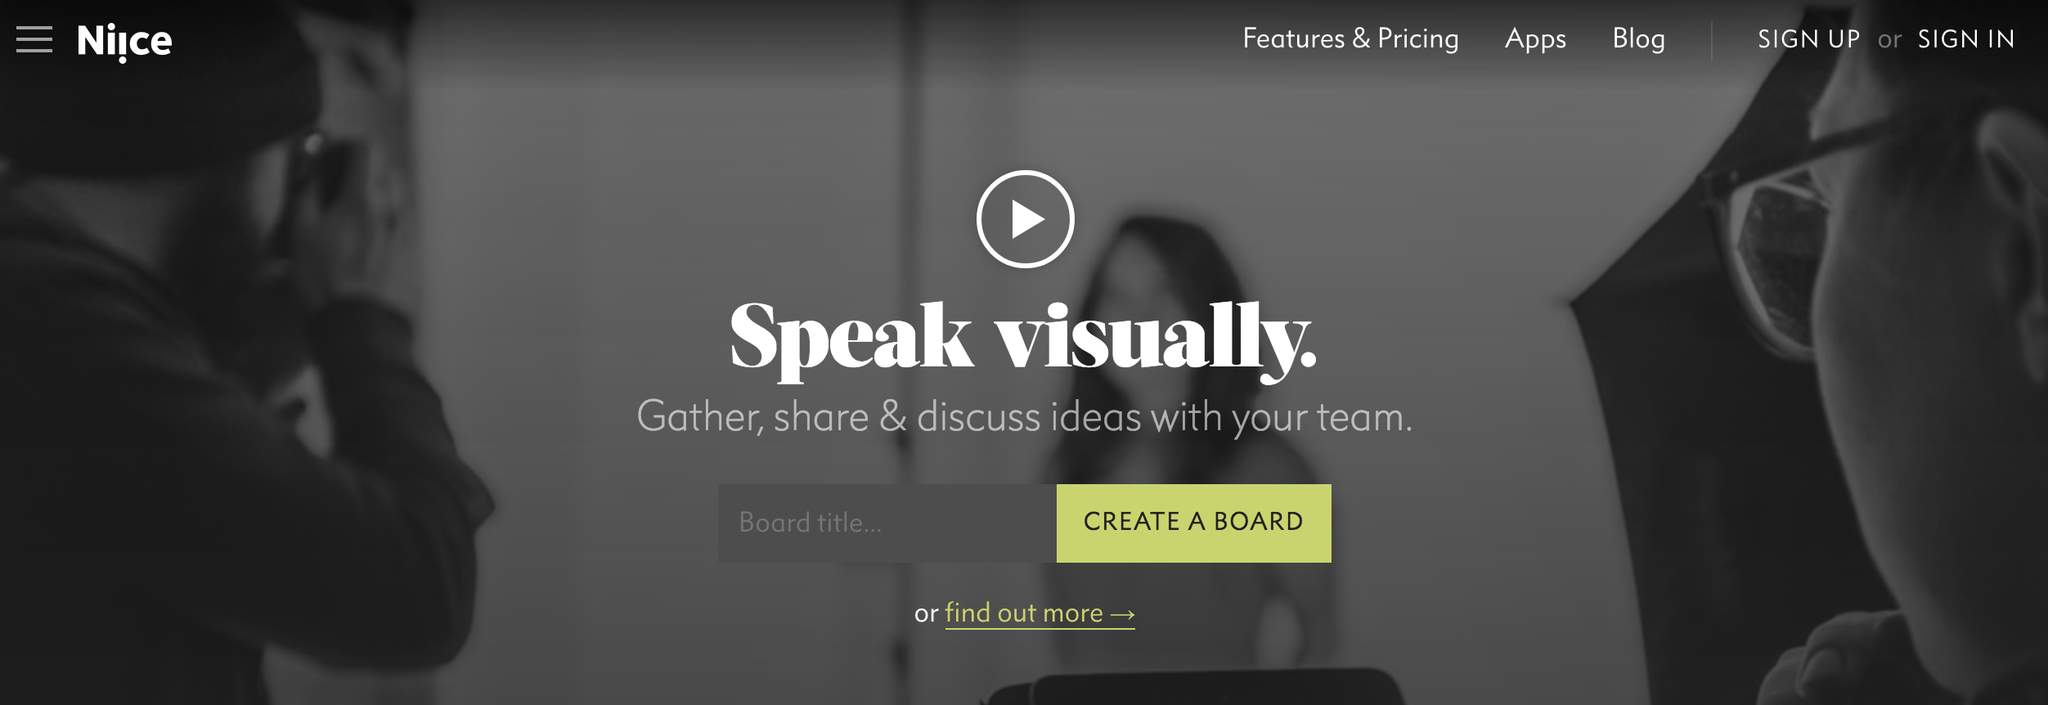 Niice
Features & Pricing
Apps
Blog
SIGN UP or SIGN IN
Speak visually.
Gather, share & discuss ideas with your team.
Board title...
CREATE A BOARD
or find out more →